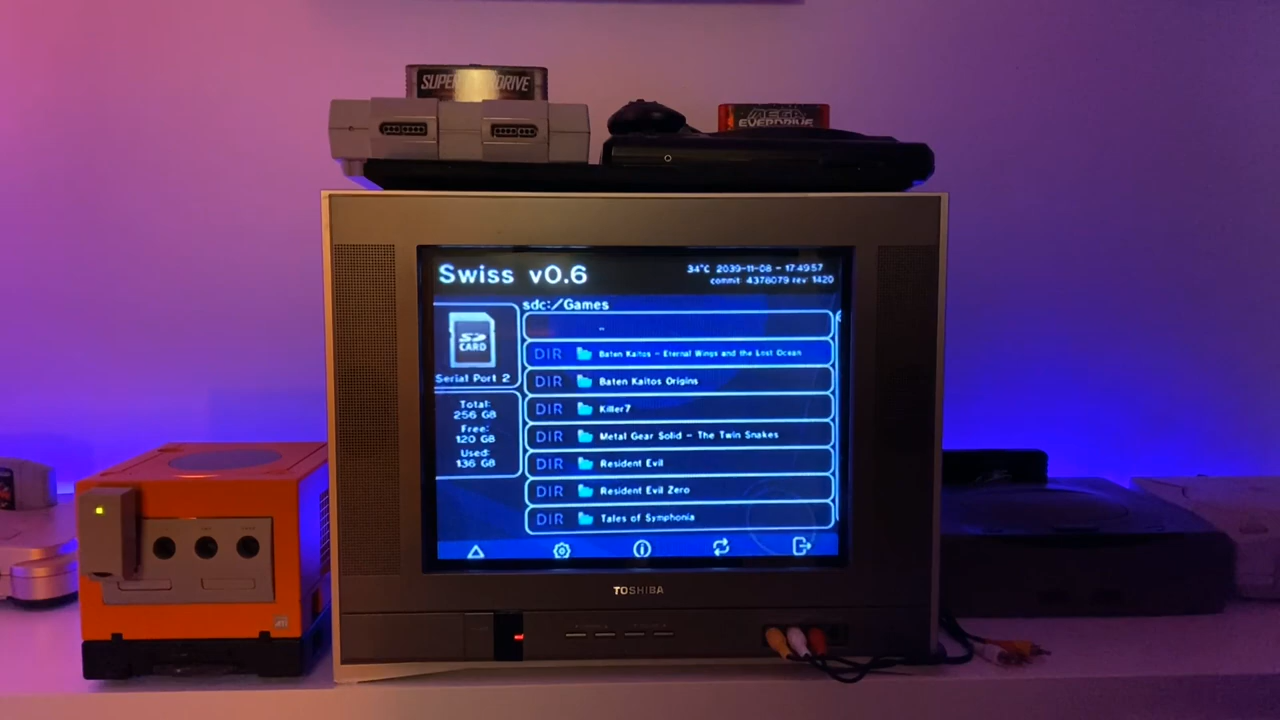 SUPER EVERDRIVE
MEGA
EVERDRIVE
Swiss v0.6
34°C 2039-11-08 - 17:49:57
commit: 4378079 rev: 1420
sdc:/Games
..
SD
CARD
Serial Port 2
Total:
256 GB
Free:
120 GB
Used:
136 GB
DIR Baten Kaitos - Eternal Wings and the Lost Ocean
DIR Baten Kaitos Origins
DIR Killer7
DIR Metal Gear Solid - The Twin Snakes
DIR Resident Evil
DIR Resident Evil Zero
DIR Tales of Symphonia
TOSHIBA
ATI